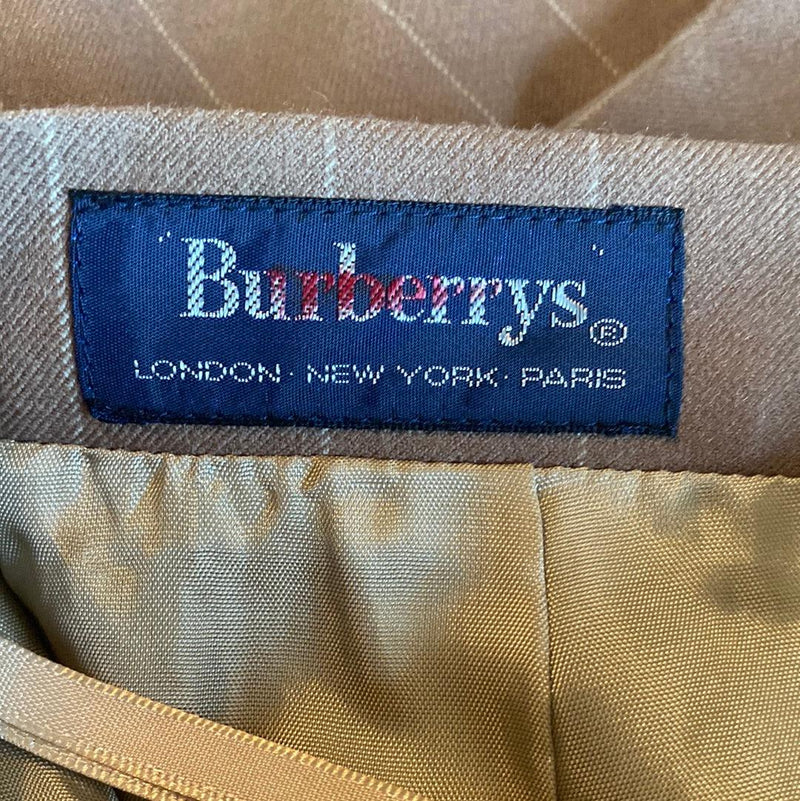 "Burberrys"®
LONDON · NEW YORK · PARIS